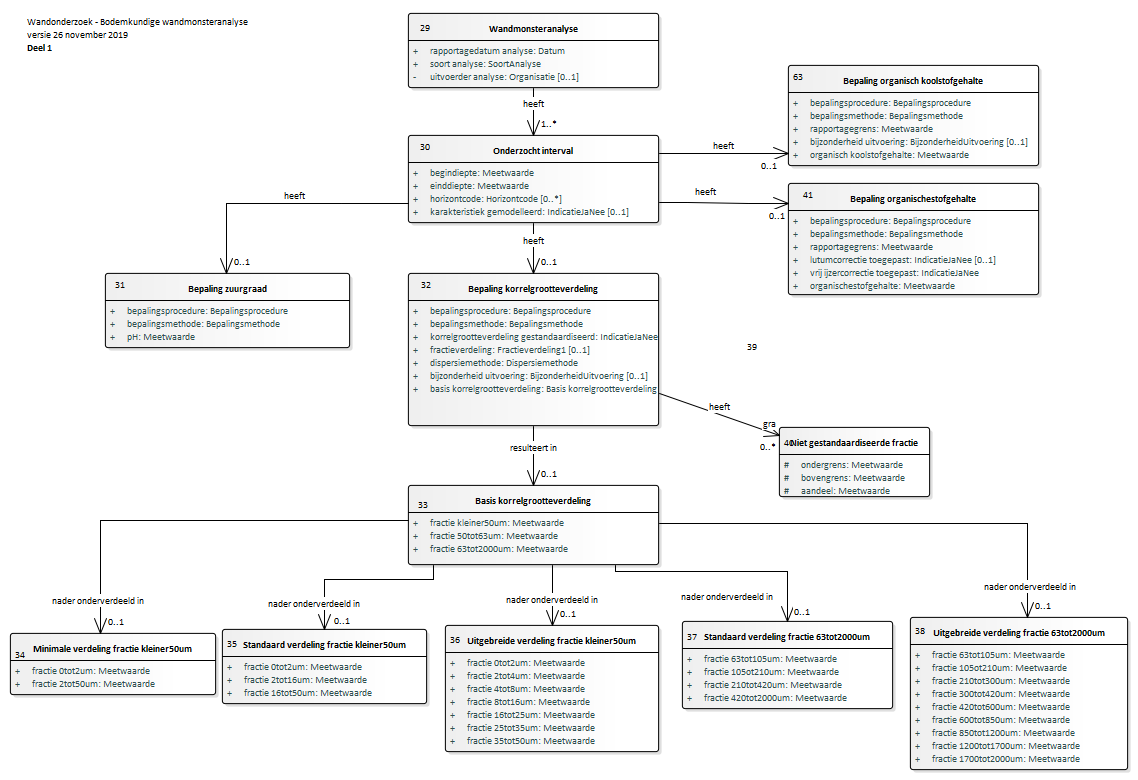 Wandonderzoek - Bodemkundige wandmonsteranalyse
versie 26 november 2019
Deel 1
29 Wandmonsteranalyse
+ rapportagedatum analyse: Datum
+ soort analyse: SoortAnalyse
- uitvoerder analyse: Organisatie [0..1]
heeft
1..*
63 Bepaling organisch koolstofgehalte
+ bepalingsprocedure: Bepalingsprocedure
+ bepalingsmethode: Bepalingsmethode
+ rapportagegrens: Meetwaarde
+ bijzonderheid uitvoering: BijzonderheidUitvoering [0..1]
+ organisch koolstofgehalte: Meetwaarde
30 Onderzocht interval
+ begindiepte: Meetwaarde
+ einddiepte: Meetwaarde
+ horizontcode: Horizontcode [0..*]
+ karakteristiek gemodelleerd: IndicatieJaNee [0..1]
heeft
0..1
heeft
0..1
heeft
0..1
heeft
0..1
41 Bepaling organischestofgehalte
+ bepalingsprocedure: Bepalingsprocedure
+ bepalingsmethode: Bepalingsmethode
+ rapportagegrens: Meetwaarde
+ lutumcorrectie toegepast: IndicatieJaNee [0..1]
+ vrij ijzercorrectie toegepast: IndicatieJaNee
+ organischestofgehalte: Meetwaarde
31 Bepaling zuurgraad
+ bepalingsprocedure: Bepalingsprocedure
+ bepalingsmethode: Bepalingsmethode
+ pH: Meetwaarde
32 Bepaling korrelgrootteverdeling
+ bepalingsprocedure: Bepalingsprocedure
+ bepalingsmethode: Bepalingsmethode
+ korrelgrootteverdeling gestandaardiseerd: IndicatieJaNee
+ fractieverdeling: Fractieverdeling1 [0..1]
+ dispersiemethode: Dispersiemethode
+ bijzonderheid uitvoering: BijzonderheidUitvoering [0..1]
+ basis korrelgrootteverdeling: Basis korrelgrootteverdeling
39
heeft
gra
0..*
40 Niet gestandaardiseerde fractie
# ondergrens: Meetwaarde
# bovengrens: Meetwaarde
# aandeel: Meetwaarde
resulteert in
0..1
33 Basis korrelgrootteverdeling
+ fractie kleiner50um: Meetwaarde
+ fractie 50tot63um: Meetwaarde
+ fractie 63tot2000um: Meetwaarde
nader onderverdeeld in
0..1
nader onderverdeeld in
0..1
nader onderverdeeld in
0..1
nader onderverdeeld in
0..1
nader onderverdeeld in
0..1
34 Minimale verdeling fractie kleiner50um
+ fractie 0tot2um: Meetwaarde
+ fractie 2tot50um: Meetwaarde
35 Standaard verdeling fractie kleiner50um
+ fractie 0tot2um: Meetwaarde
+ fractie 2tot16um: Meetwaarde
+ fractie 16tot50um: Meetwaarde
36 Uitgebreide verdeling fractie kleiner50um
+ fractie 0tot2um: Meetwaarde
+ fractie 2tot4um: Meetwaarde
+ fractie 4tot8um: Meetwaarde
+ fractie 8tot16um: Meetwaarde
+ fractie 16tot25um: Meetwaarde
+ fractie 25tot35um: Meetwaarde
+ fractie 35tot50um: Meetwaarde
37 Standaard verdeling fractie 63tot2000um
+ fractie 63tot105um: Meetwaarde
+ fractie 105tot210um: Meetwaarde
+ fractie 210tot420um: Meetwaarde
+ fractie 420tot2000um: Meetwaarde
38 Uitgebreide verdeling fractie 63tot2000um
+ fractie 63tot105um: Meetwaarde
+ fractie 105tot210um: Meetwaarde
+ fractie 210tot300um: Meetwaarde
+ fractie 300tot420um: Meetwaarde
+ fractie 420tot600um: Meetwaarde
+ fractie 600tot850um: Meetwaarde
+ fractie 850tot1200um: Meetwaarde
+ fractie 1200tot1700um: Meetwaarde
+ fractie 1700tot2000um: Meetwaarde